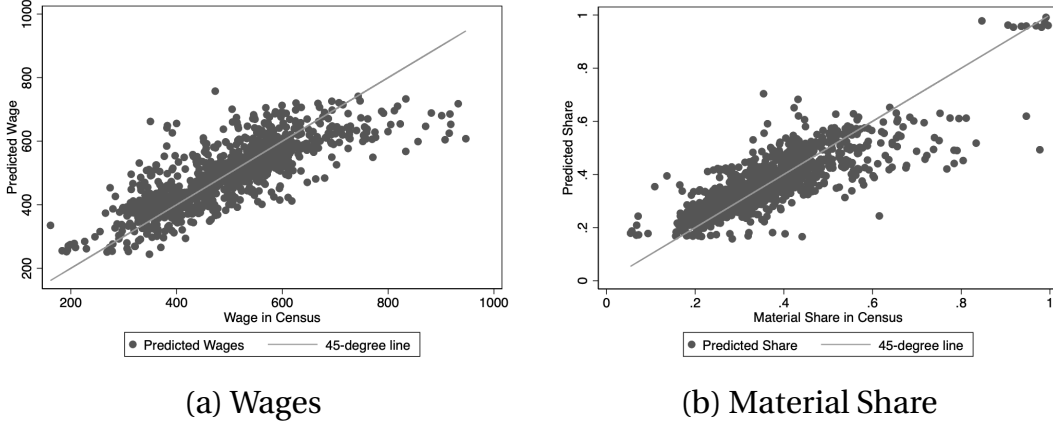 1000
800
600
400
200
Predicted Wage
200 400 600 800 1000
Wage in Census
Predicted Wages 45-degree line
(a) Wages
1
.8
.6
.4
.2
0
Predicted Share
0 .2 .4 .6 .8 1
Material Share in Census
Predicted Share 45-degree line
(b) Material Share